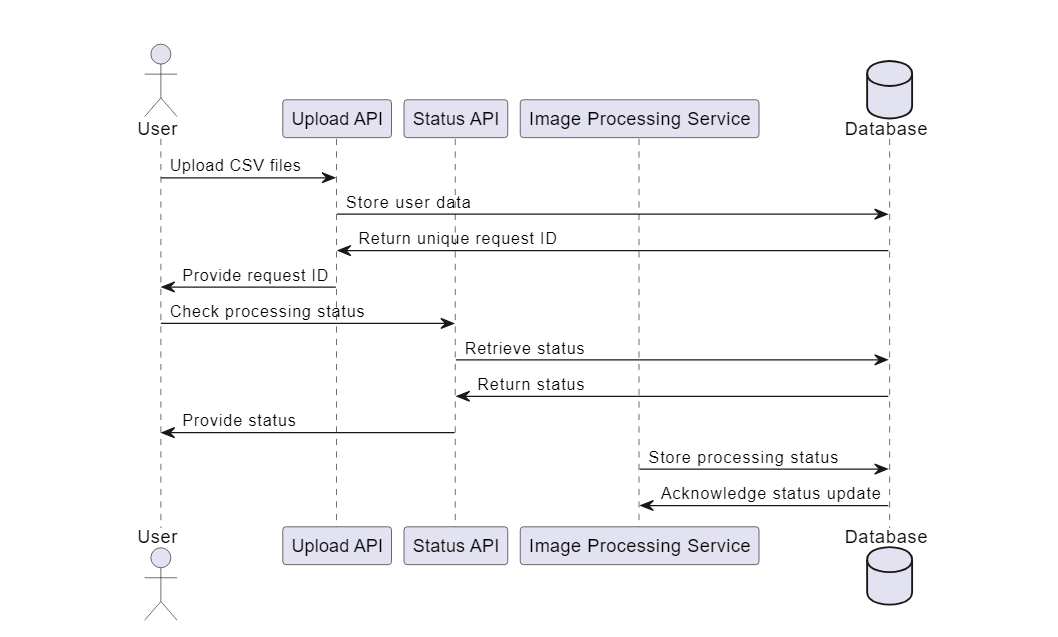 User
Upload API
Status API
Image Processing Service
Database
Upload CSV files
Store user data
Return unique request ID
Provide request ID
Check processing status
Retrieve status
Return status
Provide status
Store processing status
Acknowledge status update
User
Upload API
Status API
Image Processing Service
Database